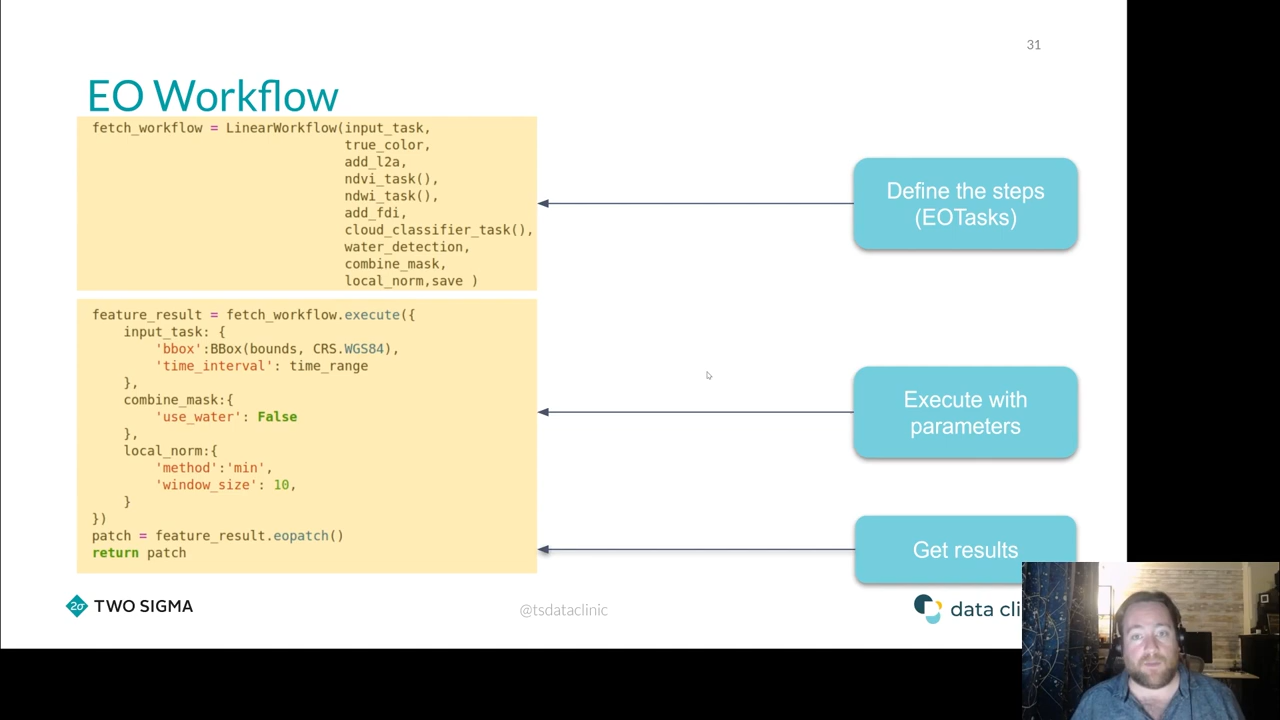 31
EO Workflow
fetch_workflow = LinearWorkflow(input_task,
true_color,
add_l2a,
ndvi_task(),
ndwi_task(),
add_fdi,
cloud_classifier_task(),
water_detection,
combine_mask,
local_norm,save )
Define the steps
(EOTasks)
feature_result = fetch_workflow.execute({
input_task: {
'bbox':BBox(bounds, CRS.WGS84),
'time_interval': time_range
},
combine_mask:{
'use_water': False
},
local_norm:{
'method':'min',
'window_size': 10,
}
})
patch = feature_result.eopatch()
return patch
Execute with
parameters
Get results
2σ TWO SIGMA
@tsdataclinic
data cli